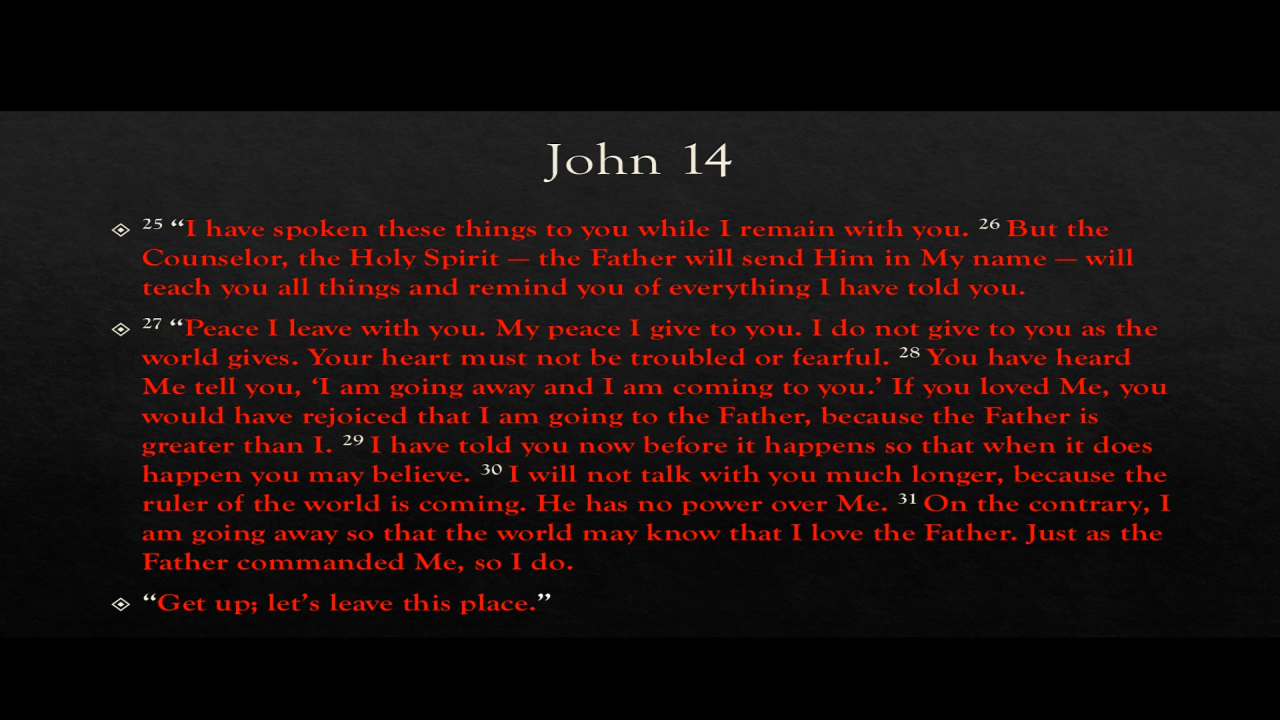 John 14
25 “I have spoken these things to you while I remain with you. 26 But the
Counselor, the Holy Spirit — the Father will send Him in My name — will
teach you all things and remind you of everything I have told you.
27 “Peace I leave with you. My peace I give to you. I do not give to you as the
world gives. Your heart must not be troubled or fearful. 28 You have heard
Me tell you, ‘I am going away and I am coming to you.’ If you loved Me, you
would have rejoiced that I am going to the Father, because the Father is
greater than I. 29 I have told you now before it happens so that when it does
happen you may believe. 30 I will not talk with you much longer, because the
ruler of the world is coming. He has no power over Me. 31 On the contrary, I
am going away so that the world may know that I love the Father. Just as the
Father commanded Me, so I do.
“Get up; let’s leave this place.”